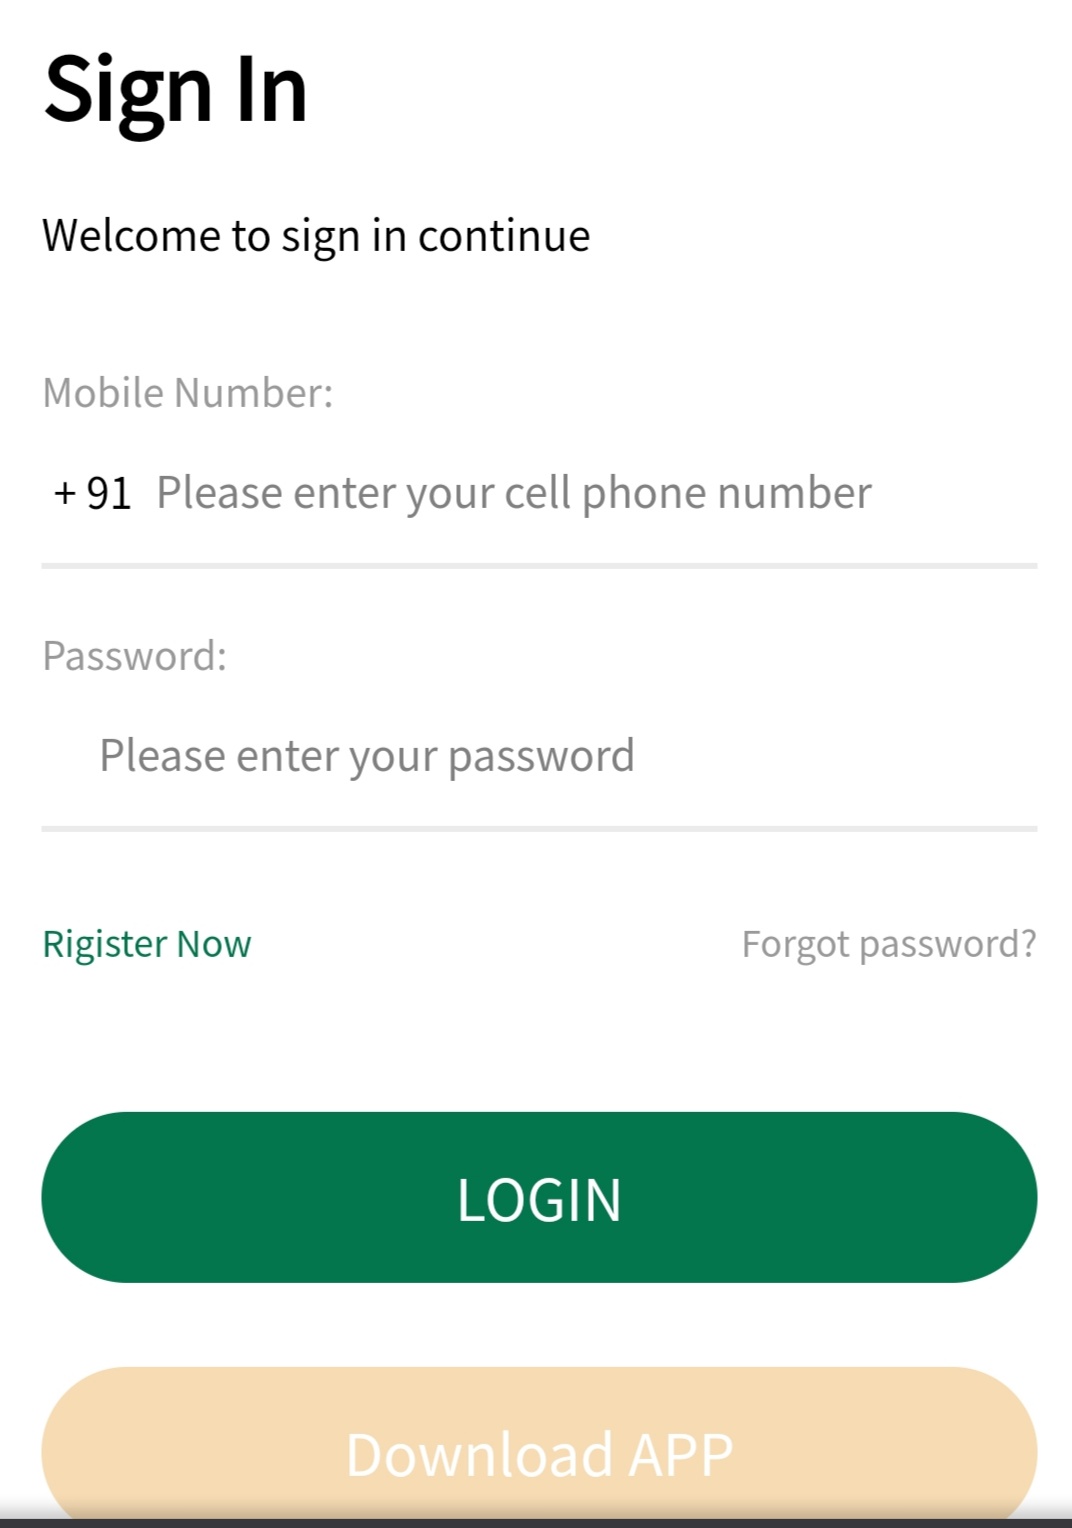 Sign In
Welcome to sign in continue
Mobile Number:
+ 91 Please enter your cell phone number
Password:
Please enter your password
Rigister Now Forgot password?
LOGIN
Download APP